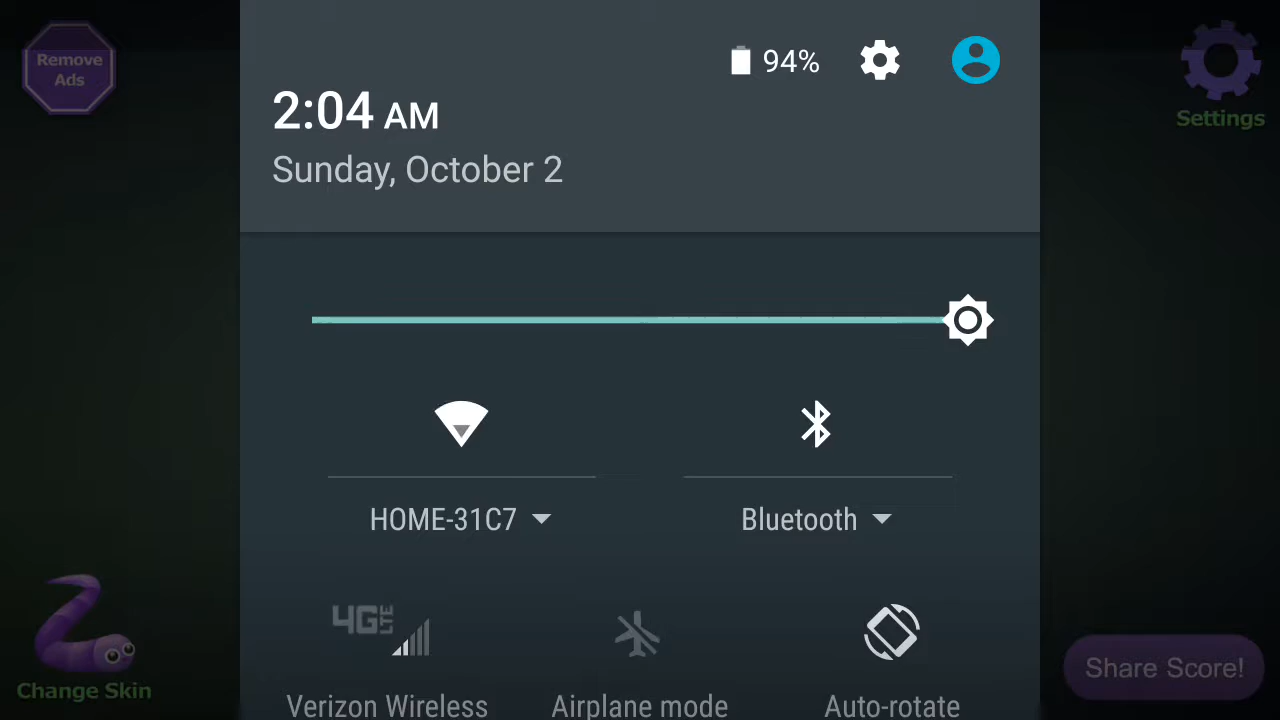 Remove
Ads
94%
2:04 AM
Sunday, October 2
Settings
HOME-31C7
Bluetooth
4G LTE
Verizon Wireless
Airplane mode
Auto-rotate
Change Skin
Share Score!